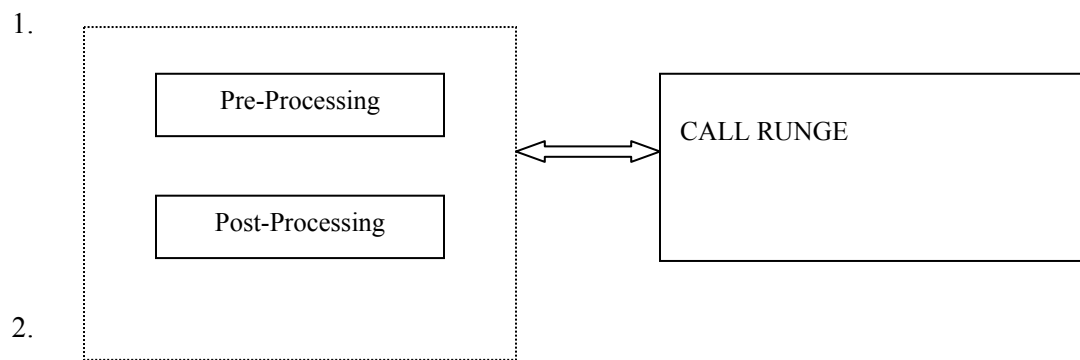 1.
Pre-Processing
CALL RUNGE
Post-Processing
2.